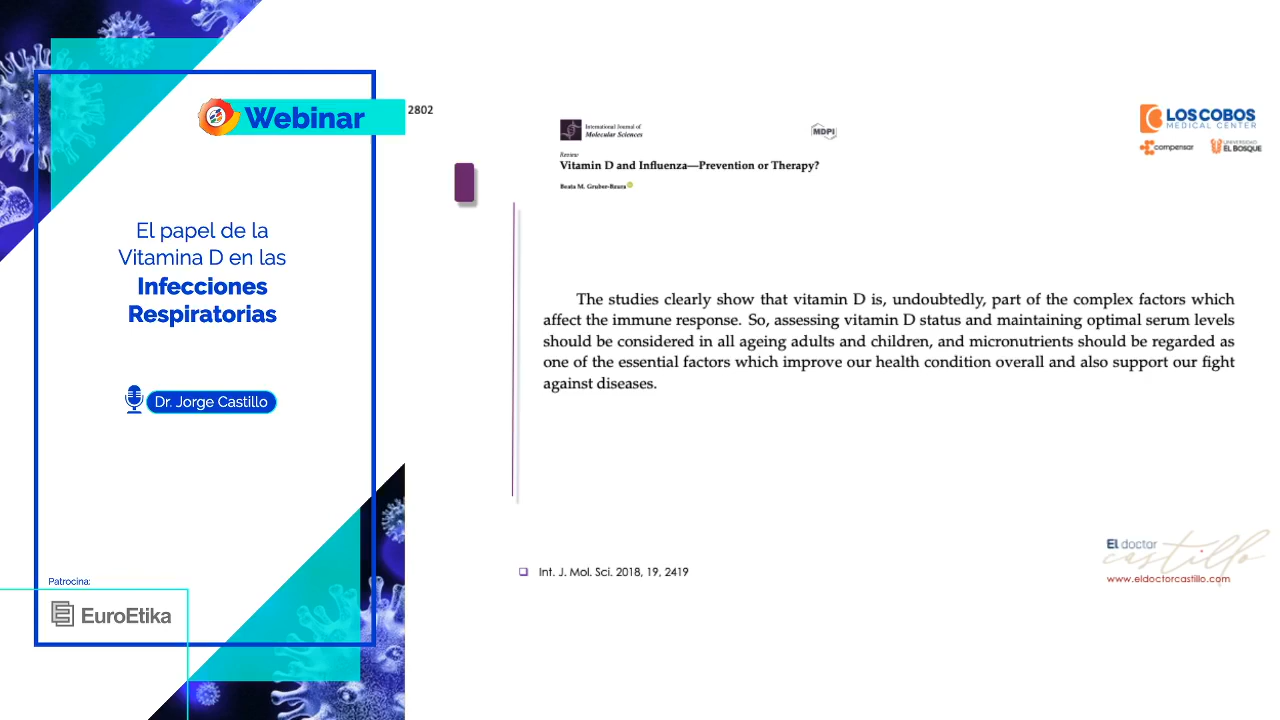 Webinar
El papel de la
Vitamina D en las
Infecciones
Respiratorias
Dr. Jorge Castillo
Patrocina:
EuroEtika
2802
International Journal of
Molecular Sciences
MDPI
Review
Vitamin D and Influenza—Prevention or Therapy?
Beata M. Gruber-Bzura
LOS COBOS
MEDICAL CENTER
compensar
UNIVERSIDAD
EL BOSQUE
The studies clearly show that vitamin D is, undoubtedly, part of the complex factors which
affect the immune response. So, assessing vitamin D status and maintaining optimal serum levels
should be considered in all ageing adults and children, and micronutrients should be regarded as
one of the essential factors which improve our health condition overall and also support our fight
against diseases.
Int. J. Mol. Sci. 2018, 19, 2419
El doctor
castillo
www.eldoctorcastillo.com